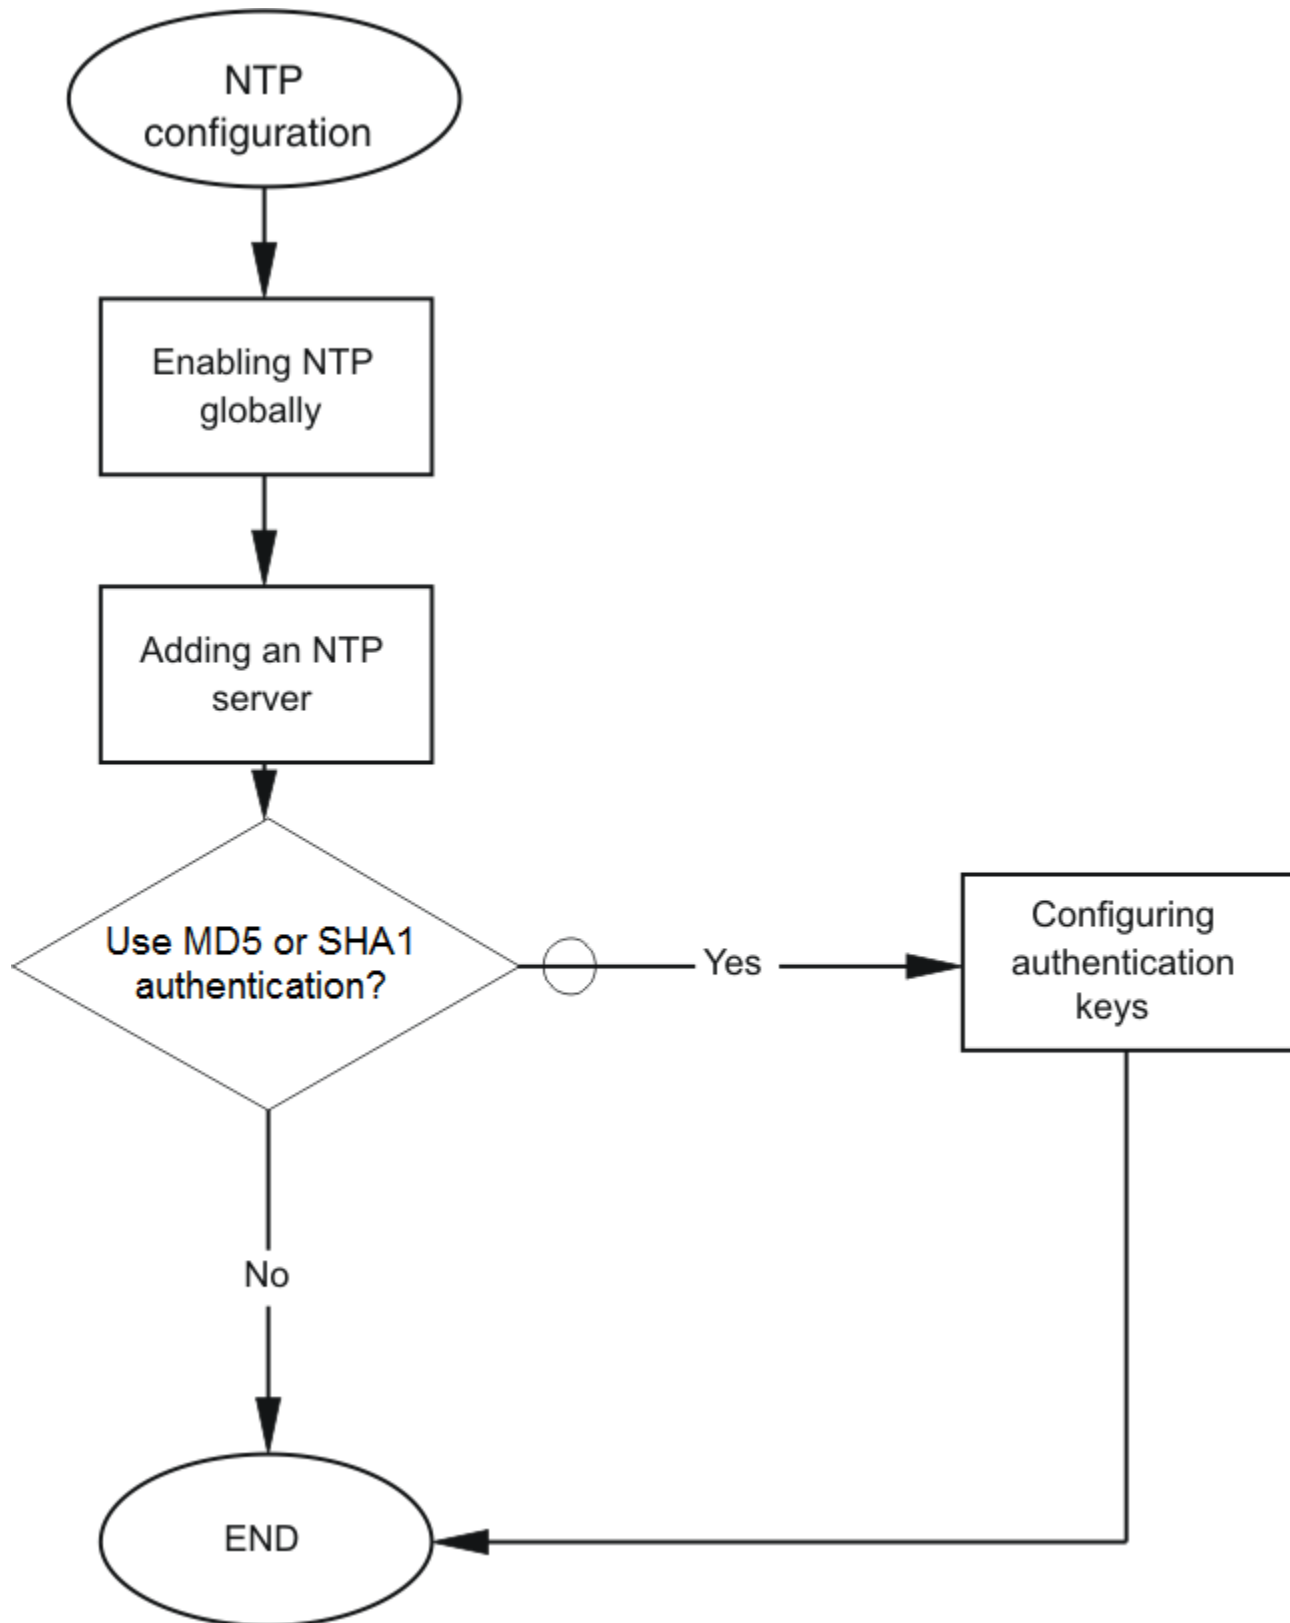 NTP
configuration
Enabling NTP
globally
Adding an NTP
server
Use MD5 or SHA1
authentication?
Yes
Configuring
authentication
keys
No
END